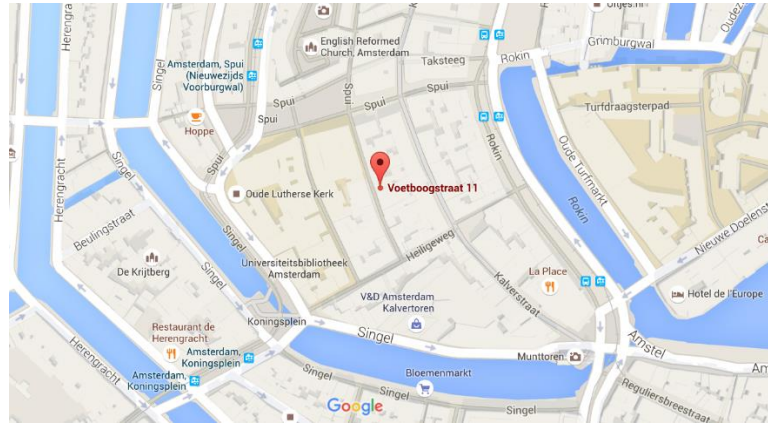 Herengracht
Singel
English Reformed
Church, Amsterdam
Taksteeg
Rokin
Grimburgwal
Amsterdam, Spui
(Nieuwezijds
Voorburgwal)
Spui
Spui
Spui
Turfdraagsterpad
Hoppe
Spui
Rokin
Oude Turfmarkt
Herengracht
Singel
Voetboogstraat 11
Oude Lutherse Kerk
Rokin
Beulingstraat
Singel
Nieuwe Doelenst
Heiligeweg
De Krijtberg
Universiteitsbibliotheek
Amsterdam
La Place
Kalverstraat
Hotel de l'Europe
V&D Amsterdam
Kalvertoren
Koningsplein
Restaurant de
Herengracht
Singel
Amstel
Herengracht
Amsterdam,
Koningsplein
Munttoren
Amsterdam,
Koningsplein
Bloemenmarkt
Singel
Singel
Singel
Reguliersbreestraat
Google